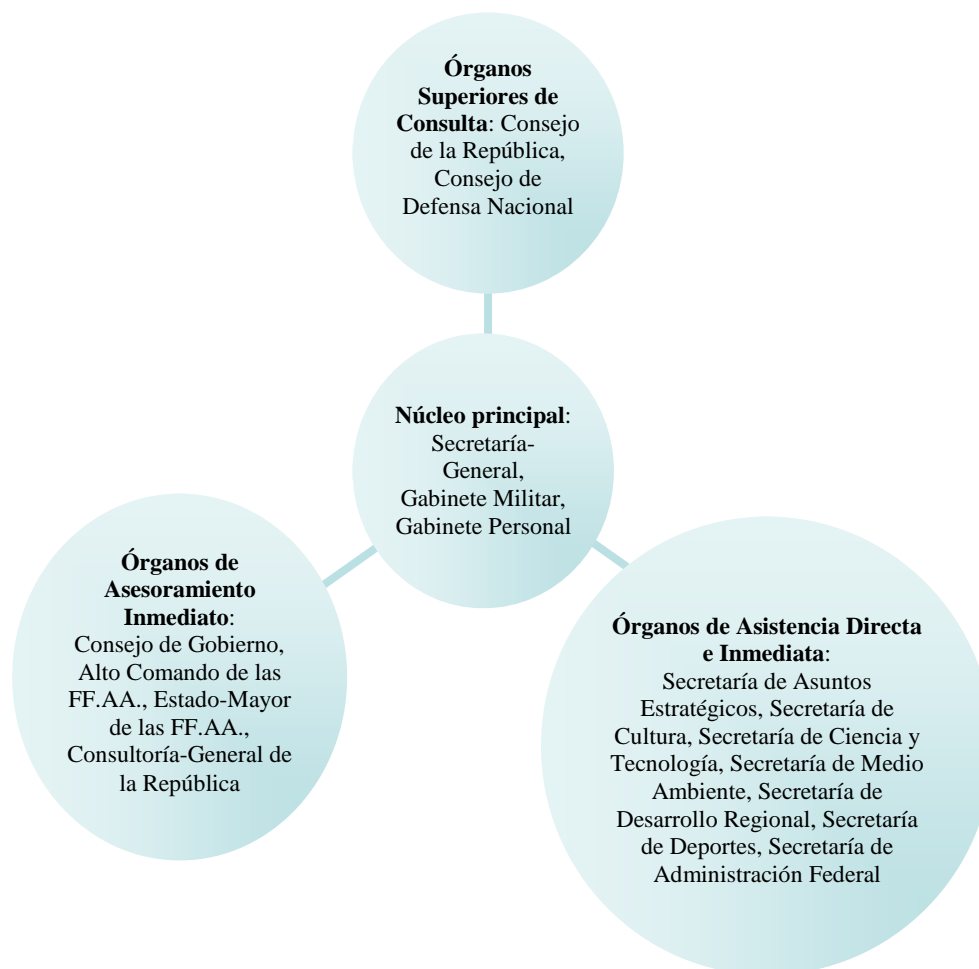 Órganos
Superiores de
Consulta: Consejo
de la República,
Consejo de
Defensa Nacional
Núcleo principal:
Secretaría-
General,
Gabinete Militar,
Gabinete Personal
Órganos de
Asesoramiento
Inmediato:
Consejo de Gobierno,
Alto Comando de las
FF.AA., Estado-Mayor
de las FF.AA.,
Consultoría-General de
la República
Órganos de Asistencia Directa
e Inmediata:
Secretaría de Asuntos
Estratégicos, Secretaría de
Cultura, Secretaría de Ciencia y
Tecnología, Secretaría de Medio
Ambiente, Secretaría de
Desarrollo Regional, Secretaría
de Deportes, Secretaría de
Administración Federal